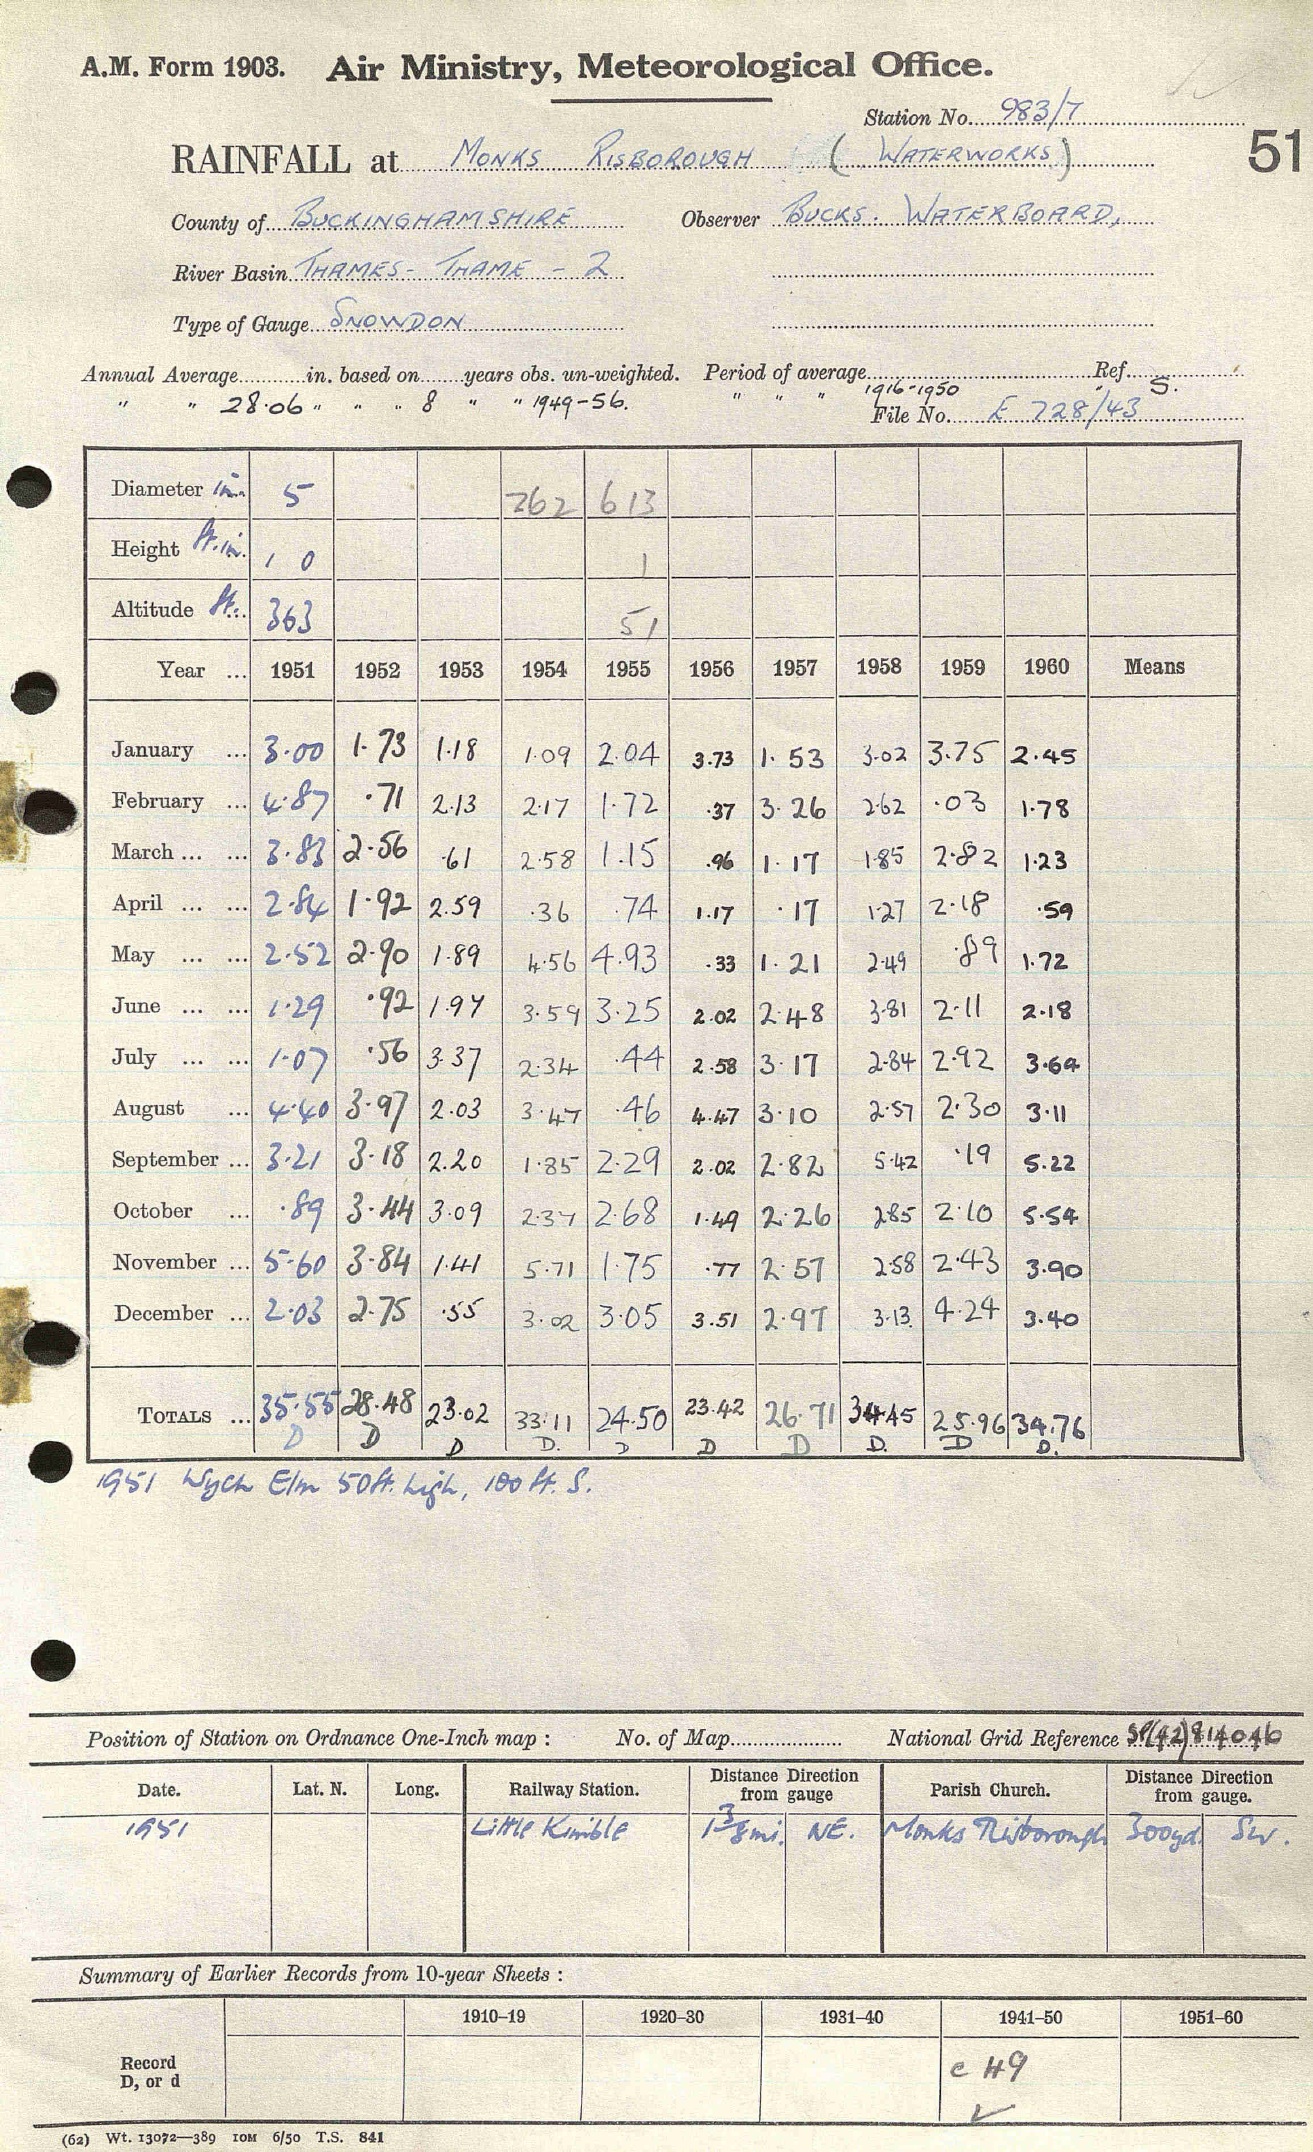 A.M. Form 1903. Air Ministry, Meteorological Office.
Station No. 983/7
51
RAINFALL at MONKS RISBOROUGH (WATERWORKS)
County of BUCKINGHAMSHIRE Observer BUCKS. WATERBOARD,
River Basin THAMES - THAME - 2
Type of Gauge SNOWDON
Annual Average in. based on years obs. un-weighted. Period of average Ref.
" " 28.06 " " " 8 " " 1949-56. " " " 1916-1950 " S.
File No. E 728/43
Diameter in. 5 262 613
Height ft. in. 1 0 1
Altitude ft. 363 51
Year ... 1951 1952 1953 1954 1955 1956 1957 1958 1959 1960 Means
January ... 3.00 1.73 1.18 1.09 2.04 3.73 1.53 3.02 3.75 2.45
February ... 4.87 .71 2.13 2.17 1.72 .37 3.26 2.62 .03 1.78
March ... ... 3.83 2.56 .61 2.58 1.15 .96 1.17 1.85 2.82 1.23
April ... ... 2.84 1.92 2.59 .36 .74 1.17 .17 1.27 2.18 .59
May ... ... 2.52 2.90 1.89 4.56 4.93 .33 1.21 2.49 .89 1.72
June ... ... 1.29 .92 1.97 3.59 3.25 2.02 2.48 3.81 2.11 2.18
July ... ... 1.07 .56 3.37 2.34 .44 2.58 3.17 2.84 2.92 3.64
August ... 4.40 3.97 2.03 3.47 .46 4.47 3.10 2.57 2.30 3.11
September ... 3.21 3.18 2.20 1.85 2.29 2.02 2.82 5.42 .19 5.22
October ... .89 3.44 3.09 2.37 2.68 1.49 2.26 2.85 2.10 5.54
November ... 5.60 3.84 1.41 5.71 1.75 .77 2.57 2.58 2.43 3.90
December ... 2.03 2.75 .55 3.02 3.05 3.51 2.97 3.13 4.24 3.40
TOTALS ... 35.55 28.48 23.02 33.11 24.50 23.42 26.71 34.45 25.96 34.76
D D D D. D D D D. D D.
1951 Wych Elm 50ft. high, 100 ft. S.
Position of Station on Ordnance One-Inch map : No. of Map National Grid Reference SP(42)814046
Date. Lat. N. Long. Railway Station. Distance Direction from gauge Parish Church. Distance Direction from gauge.
1951 Little Kimble 1 3/8 mi. NE. Monks Risborough 300yd. SW.
Summary of Earlier Records from 10-year Sheets :
1910–19 1920–30 1931–40 1941–50 1951–60
Record D, or d c 49
(62) Wt. 13072—389 IOM 6/50 T.S. 841